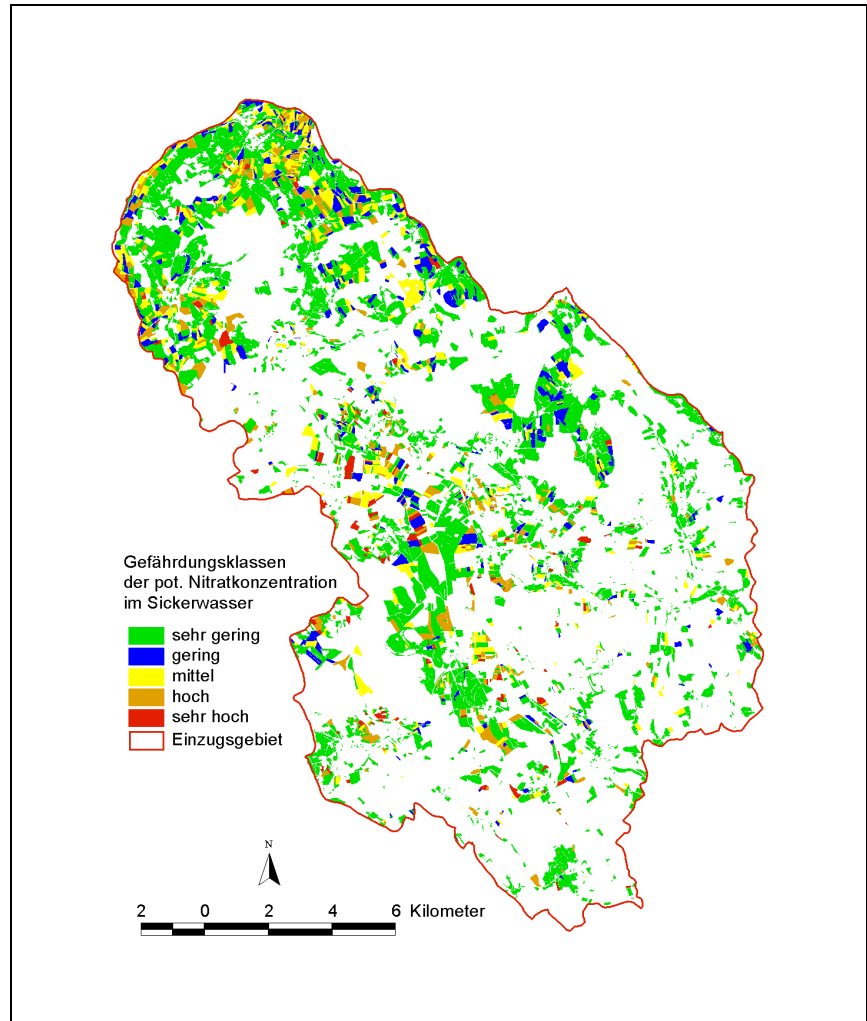 Gefährdungsklassen
der pot. Nitratkonzentration
im Sickerwasser
sehr gering
gering
mittel
hoch
sehr hoch
Einzugsgebiet
N
2 0 2 4 6 Kilometer